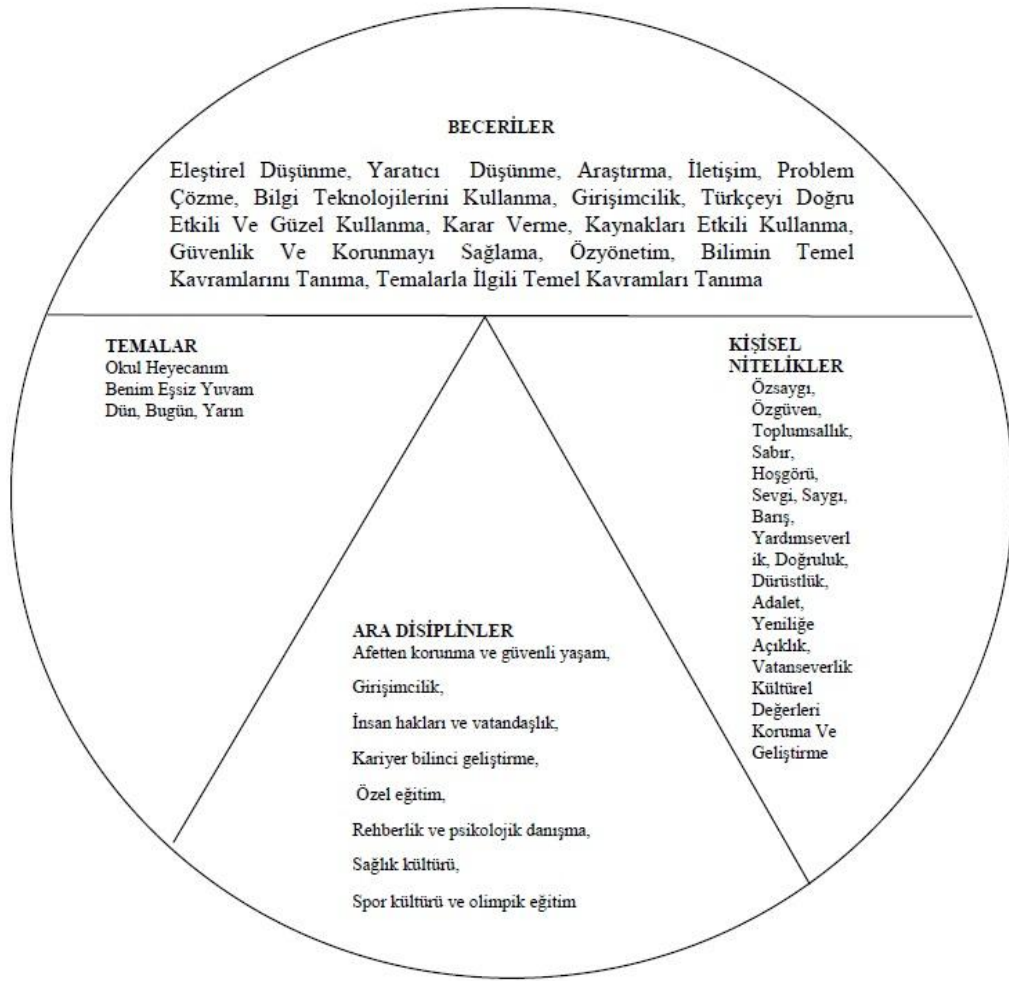 BECERİLER
Eleştirel Düşünme, Yaratıcı Düşünme, Araştırma, İletişim, Problem
Çözme, Bilgi Teknolojilerini Kullanma, Girişimcilik, Türkçeyi Doğru
Etkili Ve Güzel Kullanma, Karar Verme, Kaynakları Etkili Kullanma,
Güvenlik Ve Korunmayı Sağlama, Özyönetim, Bilimin Temel
Kavramlarını Tanıma, Temalarla İlgili Temel Kavramları Tanıma
TEMALAR
Okul Heyecanım
Benim Eşsiz Yuvam
Dün, Bugün, Yarın
ARA DİSİPLİNLER
Afetten korunma ve güvenli yaşam,
Girişimcilik,
İnsan hakları ve vatandaşlık,
Kariyer bilinci geliştirme,
Özel eğitim,
Rehberlik ve psikolojik danışma,
Sağlık kültürü,
Spor kültürü ve olimpik eğitim
KİŞİSEL
NİTELİKLER
Özsaygı,
Özgüven,
Toplumsallık,
Sabır,
Hoşgörü,
Sevgi, Saygı,
Barış,
Yardımseverl
ik, Doğruluk,
Dürüstlük,
Adalet,
Yeniliğe
Açıklık,
Vatanseverlik
Kültürel
Değerleri
Koruma Ve
Geliştirme